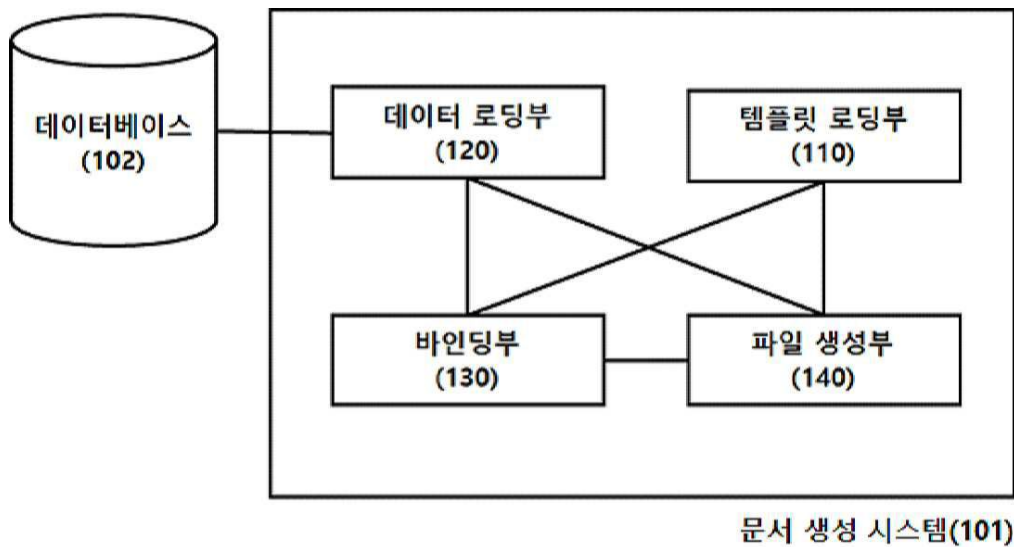 데이터베이스
(102)
데이터 로딩부
(120)
템플릿 로딩부
(110)
바인딩부
(130)
파일 생성부
(140)
문서 생성 시스템(101)